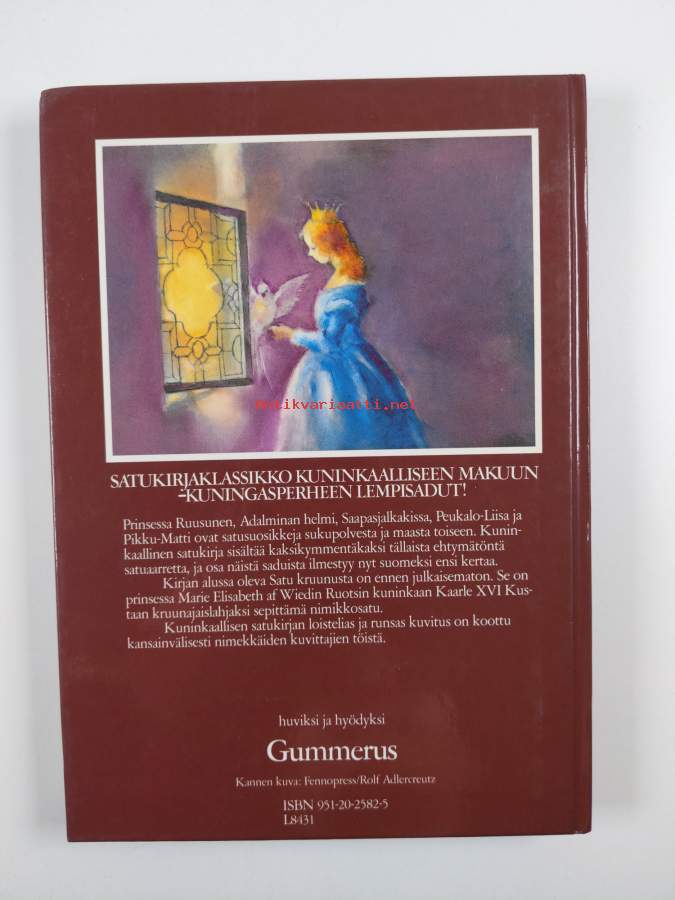 Antikvariaatti.net
SATUKIRJAKLASSIKKO KUNINKAALLISEEN MAKUUN
-KUNINGASPERHEEN LEMPISADUT!
Prinsessa Ruusunen, Adalminan helmi, Saapasjalkakissa, Peukalo-Liisa ja
Pikku-Matti ovat satusuosikkeja sukupolvesta ja maasta toiseen. Kunin-
kaallinen satukirja sisältää kaksikymmentäkaksi tällaista ehtymätöntä
satuaarretta, ja osa näistä saduista ilmestyy nyt suomeksi ensi kertaa.
Kirjan alussa oleva Satu kruunusta on ennen julkaisematon. Se on
prinsessa Marie Elisabeth af Wiedin Ruotsin kuninkaan Kaarle XVI Kus-
taan kruunajaislahjaksi sepittämä nimikkosatu.
Kuninkaallisen satukirjan loistelias ja runsas kuvitus on koottu
kansainvälisesti nimekkäiden kuvittajien töistä.
huviksi ja hyödyksi
Gummerus
Kannen kuva: Fennopress/Rolf Adlercreutz
ISBN 951-20-2582-5
L8431